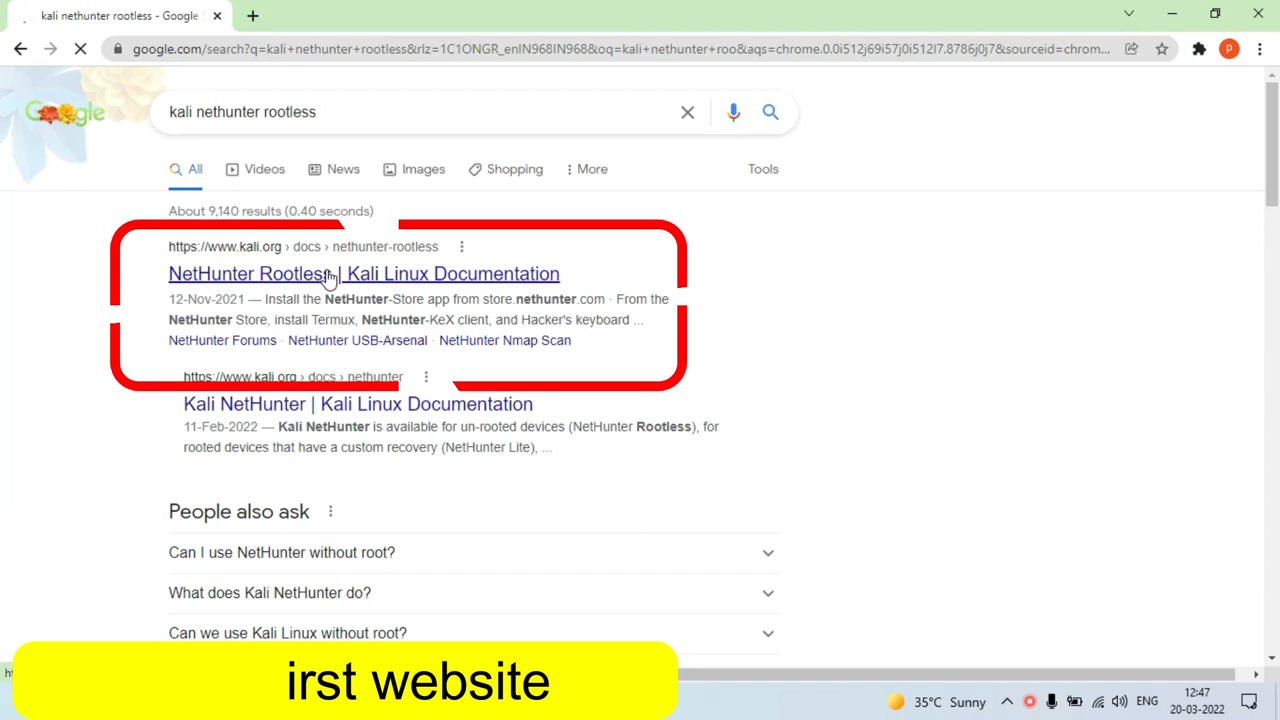 kali nethunter rootless - Google
google.com/search?q=kali+nethunter+rootless&rlz=1C1ONGR_enIN968IN968&oq=kali+nethunter+roo&aqs=chrome.0.0i512j69i57j0i512l7.8786j0j7&sourceid=chrom...
P
Google
kali nethunter rootless
All Videos News Images Shopping More Tools
About 9,140 results (0.40 seconds)
https://www.kali.org › docs › nethunter-rootless
NetHunter Rootless | Kali Linux Documentation
12-Nov-2021 — Install the NetHunter-Store app from store.nethunter.com · From the
NetHunter Store, install Termux, NetHunter-KeX client, and Hacker's keyboard ...
NetHunter Forums · NetHunter USB-Arsenal · NetHunter Nmap Scan
https://www.kali.org › docs › nethunter
Kali NetHunter | Kali Linux Documentation
11-Feb-2022 — Kali NetHunter is available for un-rooted devices (NetHunter Rootless), for
rooted devices that have a custom recovery (NetHunter Lite), ...
People also ask
Can I use NetHunter without root?
What does Kali NetHunter do?
Can we use Kali Linux without root?
irst website
35°C Sunny
ENG
12:47
20-03-2022